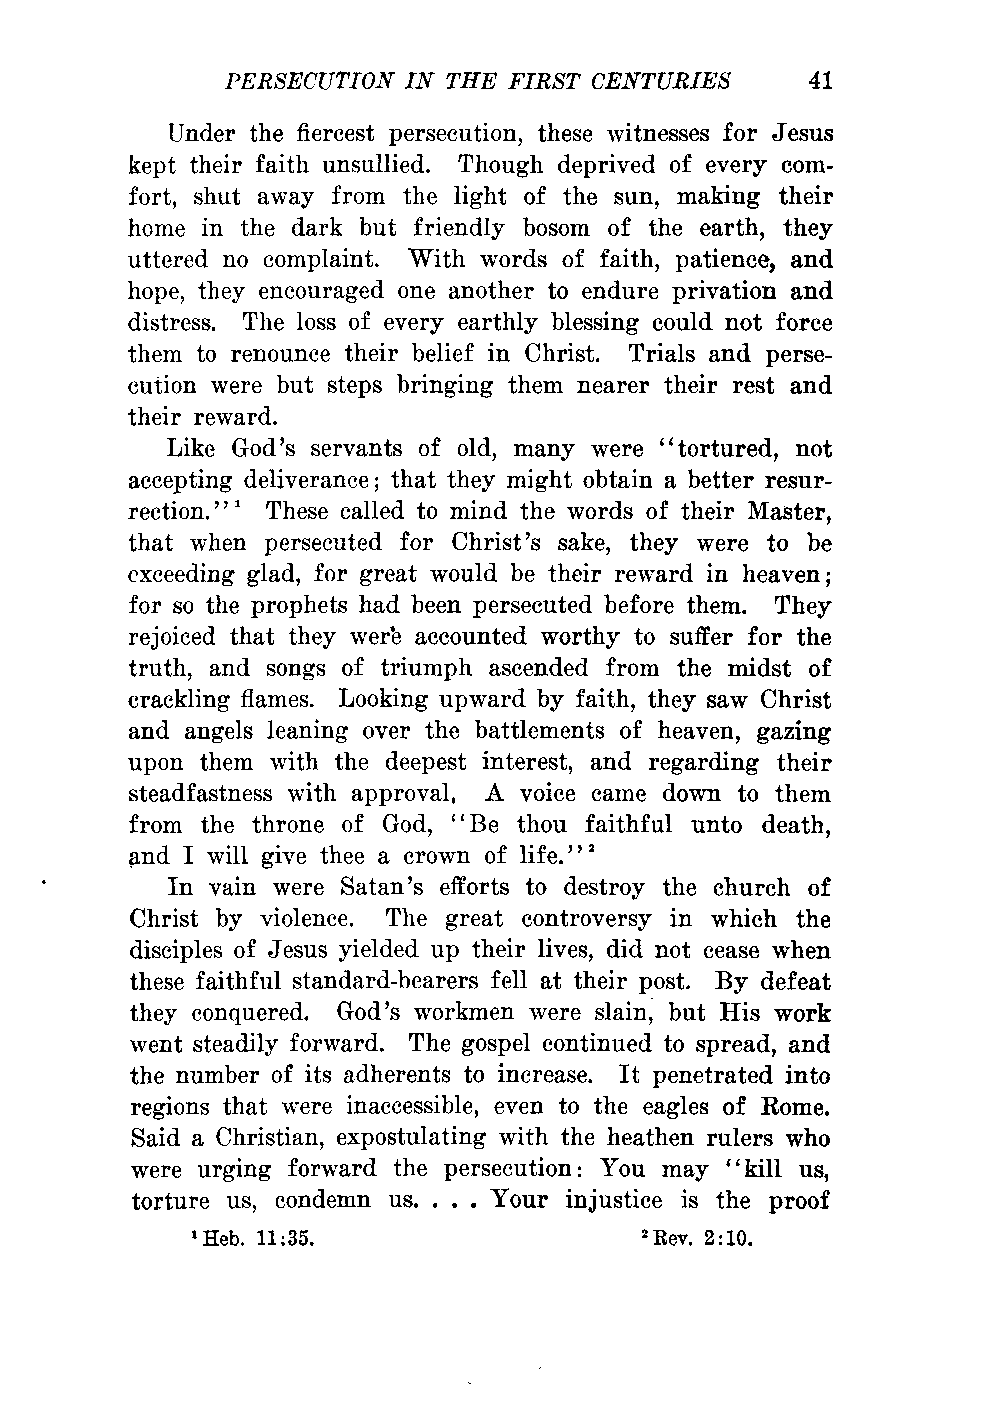 PERSECUTION IN THE FIRST CENTURIES 41
Under the fiercest persecution, these witnesses for Jesus
kept their faith unsullied. Though deprived of every com-
fort, shut away from the light of the sun, making their
home in the dark but friendly bosom of the earth, they
uttered no complaint. With words of faith, patience, and
hope, they encouraged one another to endure privation and
distress. The loss of every earthly blessing could not force
them to renounce their belief in Christ. Trials and perse-
cution were but steps bringing them nearer their rest and
their reward.
Like God's servants of old, many were "tortured, not
accepting deliverance; that they might obtain a better resur-
rection."¹ These called to mind the words of their Master,
that when persecuted for Christ's sake, they were to be
exceeding glad, for great would be their reward in heaven;
for so the prophets had been persecuted before them. They
rejoiced that they were accounted worthy to suffer for the
truth, and songs of triumph ascended from the midst of
crackling flames. Looking upward by faith, they saw Christ
and angels leaning over the battlements of heaven, gazing
upon them with the deepest interest, and regarding their
steadfastness with approval. A voice came down to them
from the throne of God, "Be thou faithful unto death,
and I will give thee a crown of life."²
In vain were Satan's efforts to destroy the church of
Christ by violence. The great controversy in which the
disciples of Jesus yielded up their lives, did not cease when
these faithful standard-bearers fell at their post. By defeat
they conquered. God's workmen were slain, but His work
went steadily forward. The gospel continued to spread, and
the number of its adherents to increase. It penetrated into
regions that were inaccessible, even to the eagles of Rome.
Said a Christian, expostulating with the heathen rulers who
were urging forward the persecution: You may "kill us,
torture us, condemn us. . . . Your injustice is the proof
¹ Heb. 11:35. ² Rev. 2:10.